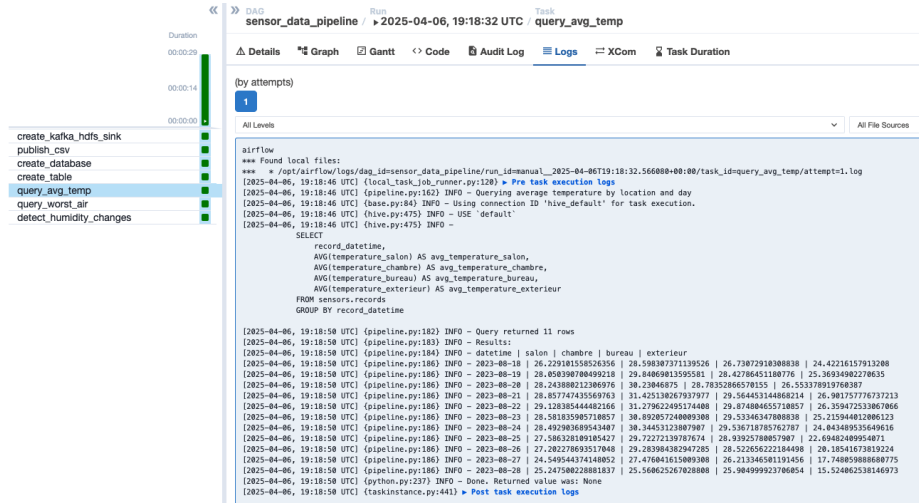 DAG
Run
Task
sensor_data_pipeline / ▸ 2025-04-06, 19:18:32 UTC / query_avg_temp
Details Graph Gantt Code Audit Log Logs XCom Task Duration
Duration
00:00:29
00:00:14
00:00:00
create_kafka_hdfs_sink
publish_csv
create_database
create_table
query_avg_temp
query_worst_air
detect_humidity_changes
(by attempts)
1
All Levels All File Sources
airflow
*** Found local files:
*** * /opt/airflow/logs/dag_id=sensor_data_pipeline/run_id=manual__2025-04-06T19:18:32.566080+00:00/task_id=query_avg_temp/attempt=1.log
[2025-04-06, 19:18:46 UTC] {local_task_job_runner.py:120} ▶ Pre task execution logs
[2025-04-06, 19:18:46 UTC] {pipeline.py:162} INFO - Querying average temperature by location and day
[2025-04-06, 19:18:46 UTC] {base.py:84} INFO - Using connection ID 'hive_default' for task execution.
[2025-04-06, 19:18:46 UTC] {hive.py:475} INFO - USE `default`
[2025-04-06, 19:18:46 UTC] {hive.py:475} INFO -
SELECT
record_datetime,
AVG(temperature_salon) AS avg_temperature_salon,
AVG(temperature_chambre) AS avg_temperature_chambre,
AVG(temperature_bureau) AS avg_temperature_bureau,
AVG(temperature_exterieur) AS avg_temperature_exterieur
FROM sensors.records
GROUP BY record_datetime
[2025-04-06, 19:18:50 UTC] {pipeline.py:182} INFO - Query returned 11 rows
[2025-04-06, 19:18:50 UTC] {pipeline.py:183} INFO - Results:
[2025-04-06, 19:18:50 UTC] {pipeline.py:184} INFO - datetime | salon | chambre | bureau | exterieur
[2025-04-06, 19:18:50 UTC] {pipeline.py:186} INFO - 2023-08-18 | 26.229101558526356 | 28.598307371139526 | 26.73072910308838 | 24.42216157913208
[2025-04-06, 19:18:50 UTC] {pipeline.py:186} INFO - 2023-08-19 | 28.050390700499218 | 29.84069013595581 | 28.42786451180776 | 25.36934902270635
[2025-04-06, 19:18:50 UTC] {pipeline.py:186} INFO - 2023-08-20 | 28.243880212306976 | 30.23046875 | 28.78352866570155 | 26.553378919760387
[2025-04-06, 19:18:50 UTC] {pipeline.py:186} INFO - 2023-08-21 | 28.857747435569763 | 31.425130267937977 | 29.564453144868214 | 26.901757776737213
[2025-04-06, 19:18:50 UTC] {pipeline.py:186} INFO - 2023-08-22 | 29.128385444482166 | 31.279622495174408 | 29.874804655710857 | 26.359472533067066
[2025-04-06, 19:18:50 UTC] {pipeline.py:186} INFO - 2023-08-23 | 28.581835905710857 | 30.892057240009308 | 29.53346347808838 | 25.215944012006123
[2025-04-06, 19:18:50 UTC] {pipeline.py:186} INFO - 2023-08-24 | 28.492903689543407 | 30.34453123807907 | 29.536718785762787 | 24.043489535649616
[2025-04-06, 19:18:50 UTC] {pipeline.py:186} INFO - 2023-08-25 | 27.586328109105427 | 29.72272139787674 | 28.93925780057907 | 22.69482409954071
[2025-04-06, 19:18:50 UTC] {pipeline.py:186} INFO - 2023-08-26 | 27.202278693517048 | 29.283984382947285 | 28.522656222184498 | 20.18541673819224
[2025-04-06, 19:18:50 UTC] {pipeline.py:186} INFO - 2023-08-27 | 24.549544374148052 | 27.476041615009308 | 26.213346501191456 | 17.748059888680775
[2025-04-06, 19:18:50 UTC] {pipeline.py:186} INFO - 2023-08-28 | 25.247500228881837 | 25.560625267028808 | 25.904999923706054 | 15.524062538146973
[2025-04-06, 19:18:50 UTC] {python.py:237} INFO - Done. Returned value was: None
[2025-04-06, 19:18:50 UTC] {taskinstance.py:441} ▶ Post task execution logs